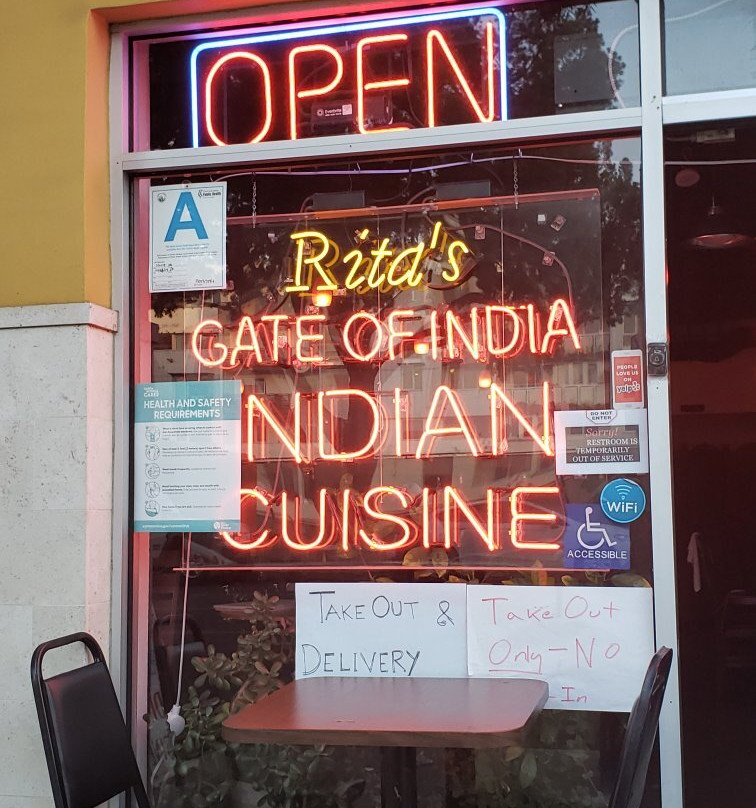 OPEN
A
Rita's
GATE OF INDIA
INDIAN
CUISINE
HEALTH AND SAFETY
REQUIREMENTS
PEOPLE
LOVE US
ON
yelp
DO NOT
ENTER
Sorry!
RESTROOM IS
TEMPORARILY
OUT OF SERVICE
WiFi
ACCESSIBLE
TAKE OUT &
DELIVERY
Take Out
Only - No
- In